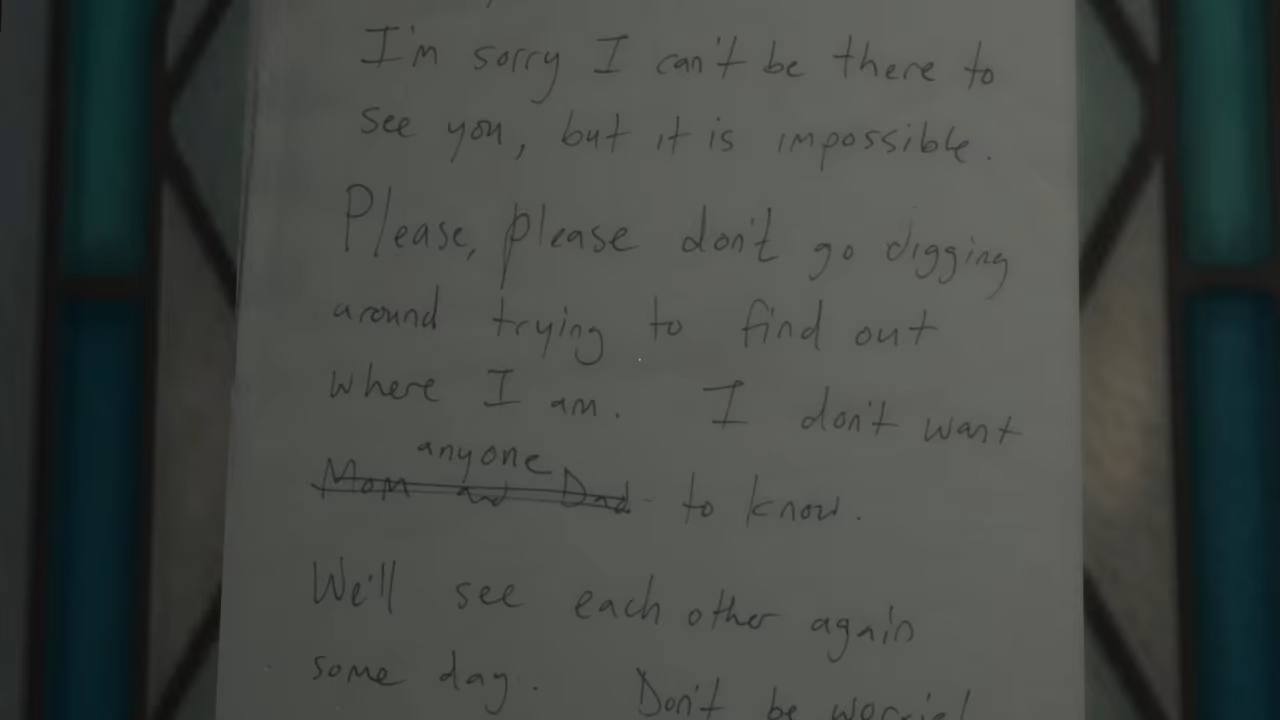 I'm sorry I can't be there to
see you, but it is impossible.
Please, please don't go digging
around trying to find out
where I am. I don't want
anyone
Mom and Dad to know.
We'll see each other again
some day. Don't be